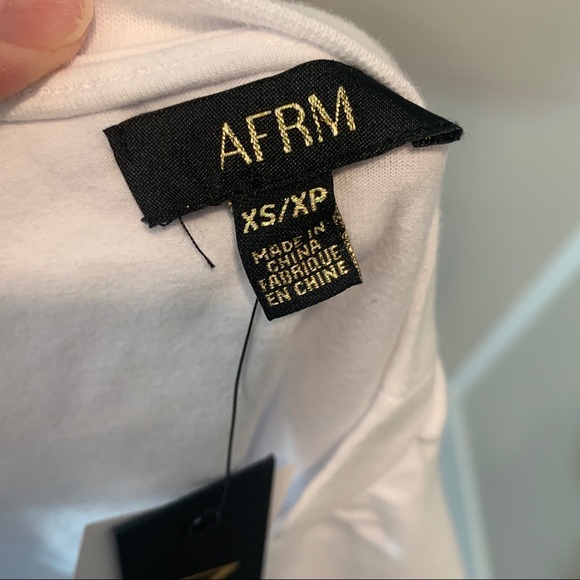 AFRM
XS/XP
MADE IN
CHINA
FABRIQUE
EN CHINE